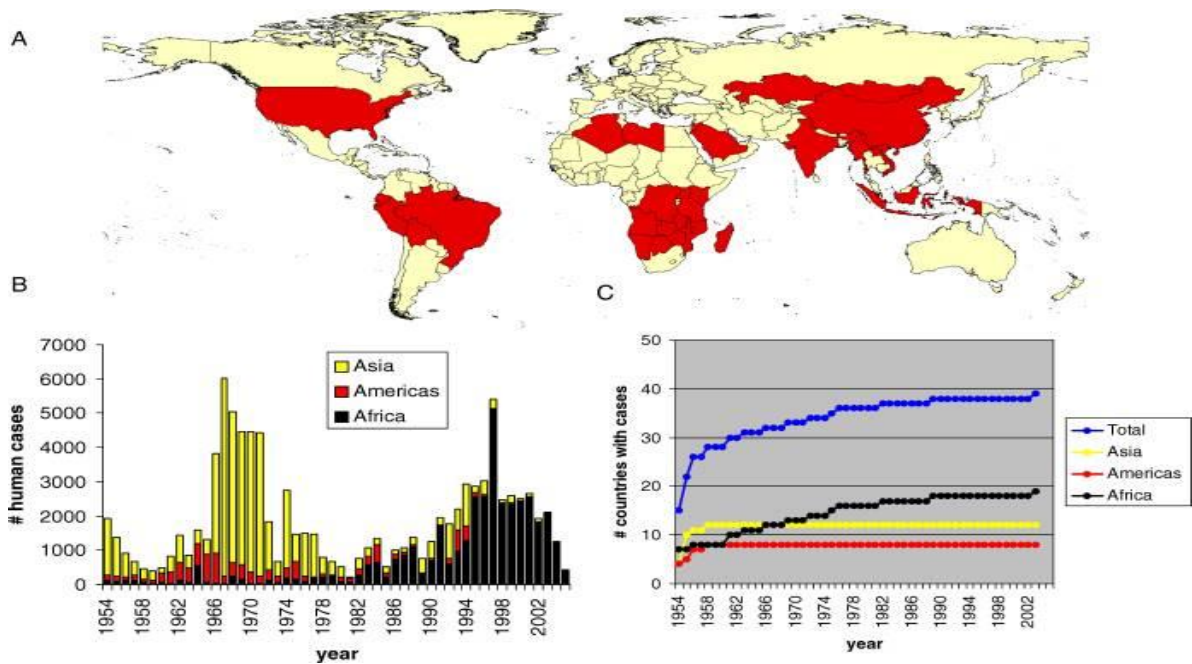 A
B
7000
6000
5000
4000
3000
2000
1000
0
# human cases
Asia
Americas
Africa
1954
1958
1962
1966
1970
1974
1978
1982
1986
1990
1994
1998
2002
year
C
50
40
30
20
10
0
# countries with cases
1954
1958
1962
1966
1970
1974
1978
1982
1986
1990
1994
1998
2002
year
Total
Asia
Americas
Africa